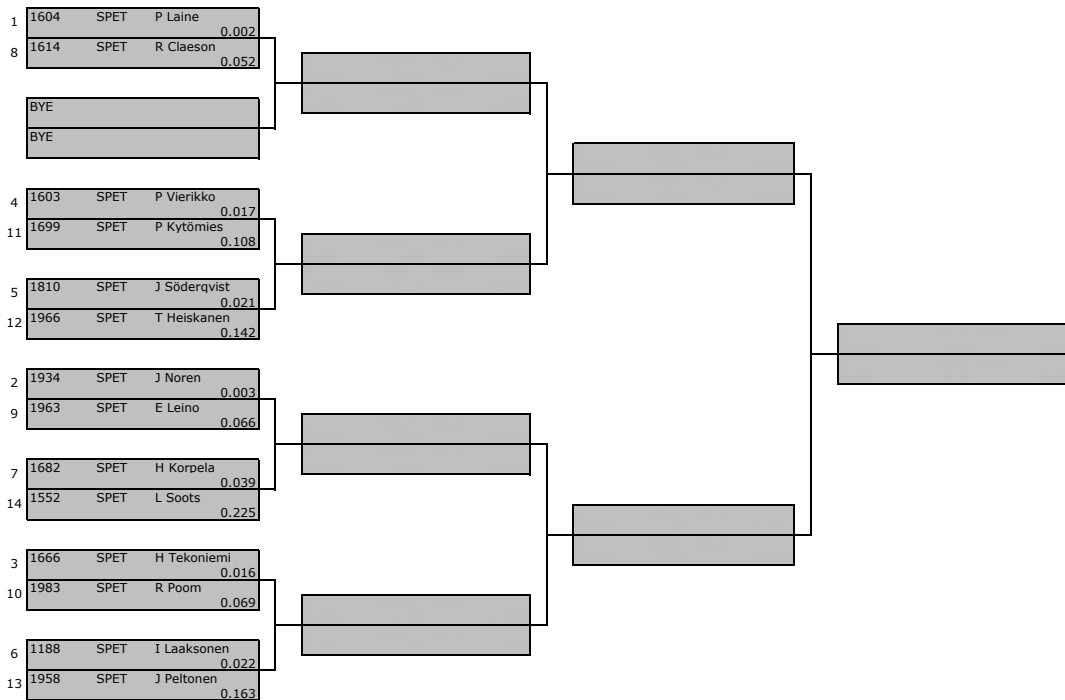 1 1604 SPET P Laine
0.002
8 1614 SPET R Claeson
0.052
BYE
BYE
4 1603 SPET P Vierikko
0.017
11 1699 SPET P Kytömies
0.108
5 1810 SPET J Söderqvist
0.021
12 1966 SPET T Heiskanen
0.142
2 1934 SPET J Noren
0.003
9 1963 SPET E Leino
0.066
7 1682 SPET H Korpela
0.039
14 1552 SPET L Soots
0.225
3 1666 SPET H Tekoniemi
0.016
10 1983 SPET R Poom
0.069
6 1188 SPET I Laaksonen
0.022
13 1958 SPET J Peltonen
0.163